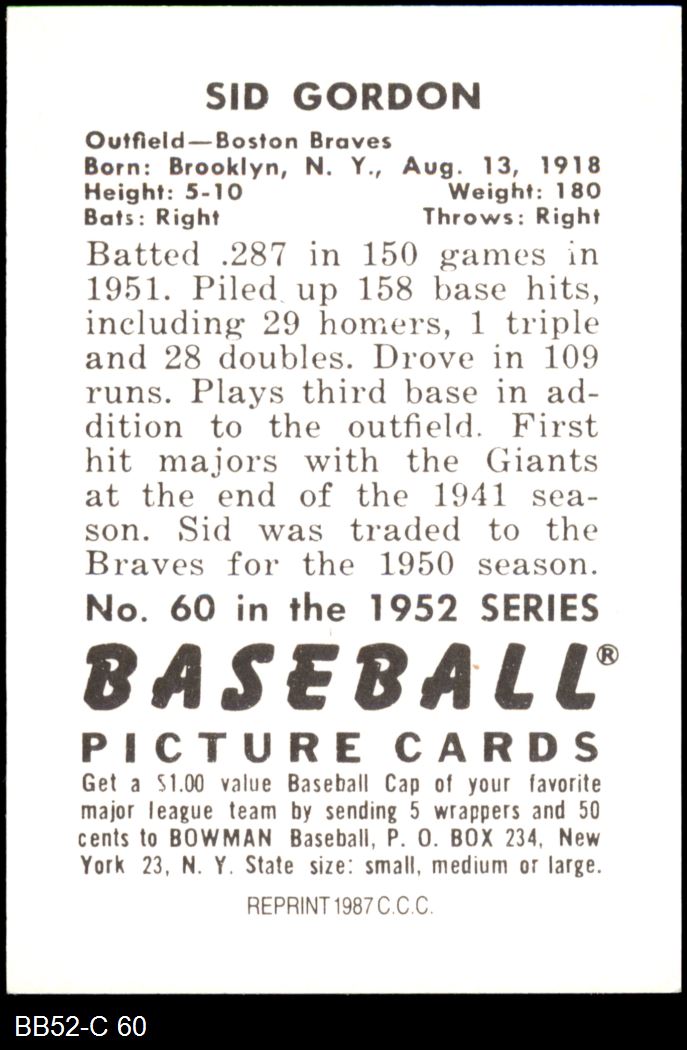 SID GORDON
Outfield—Boston Braves
Born: Brooklyn, N. Y., Aug. 13, 1918
Height: 5-10 Weight: 180
Bats: Right Throws: Right
Batted .287 in 150 games in
1951. Piled up 158 base hits,
including 29 homers, 1 triple
and 28 doubles. Drove in 109
runs. Plays third base in ad-
dition to the outfield. First
hit majors with the Giants
at the end of the 1941 sea-
son. Sid was traded to the
Braves for the 1950 season.
No. 60 in the 1952 SERIES
BASEBALL®
PICTURE CARDS
Get a $1.00 value Baseball Cap of your favorite
major league team by sending 5 wrappers and 50
cents to BOWMAN Baseball, P. O. BOX 234, New
York 23, N. Y. State size: small, medium or large.
REPRINT 1987 C.C.C.
BB52-C 60